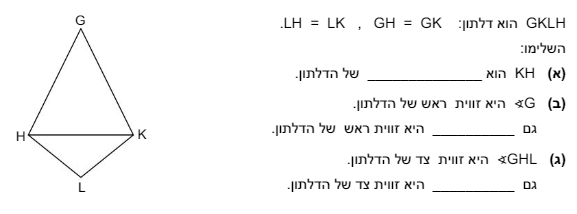 GKLH הוא דלתון: GH = GK , LH = LK.
השלימו:
(א) KH הוא ______________ של הדלתון.
(ב) ∢G היא זווית ראש של הדלתון.
גם __________ היא זווית ראש של הדלתון.
(ג) ∢GHL היא זווית צד של הדלתון.
גם __________ היא זווית צד של הדלתון.
G
H
K
L